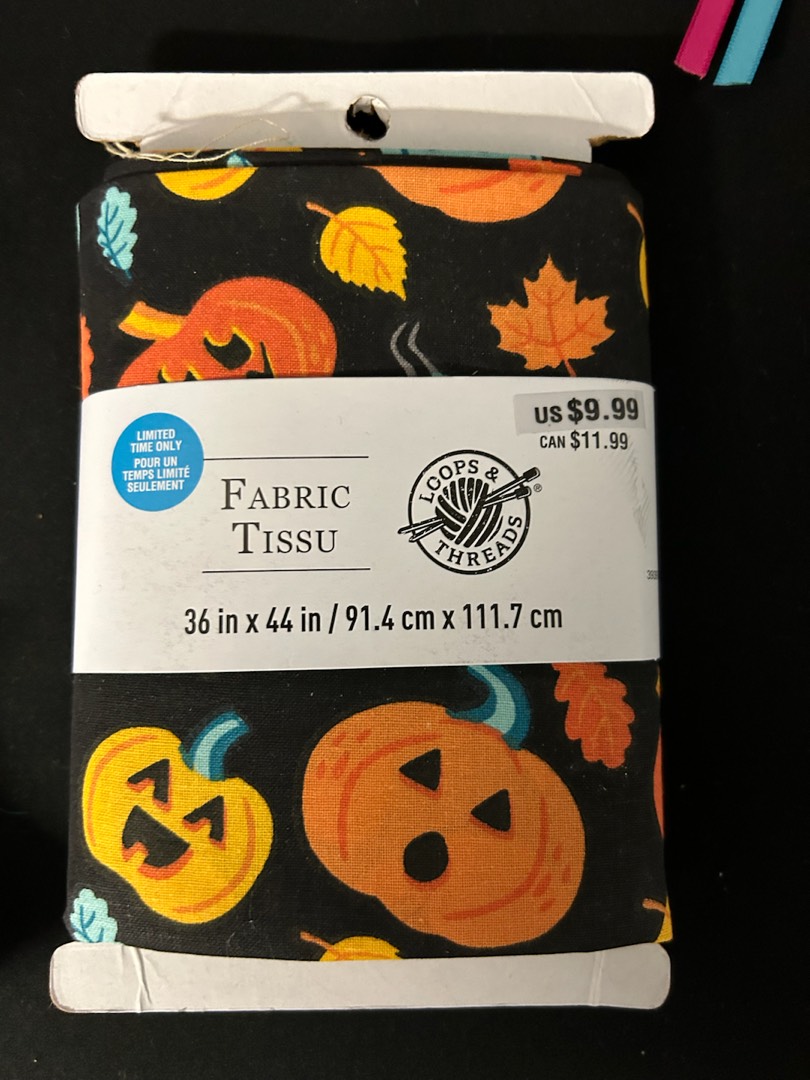 US $9.99
CAN $11.99
LIMITED
TIME ONLY
POUR UN
TEMPS LIMITÉ
SEULEMENT
FABRIC
TISSU
LOOPS &
THREADS®
36 in x 44 in / 91.4 cm x 111.7 cm